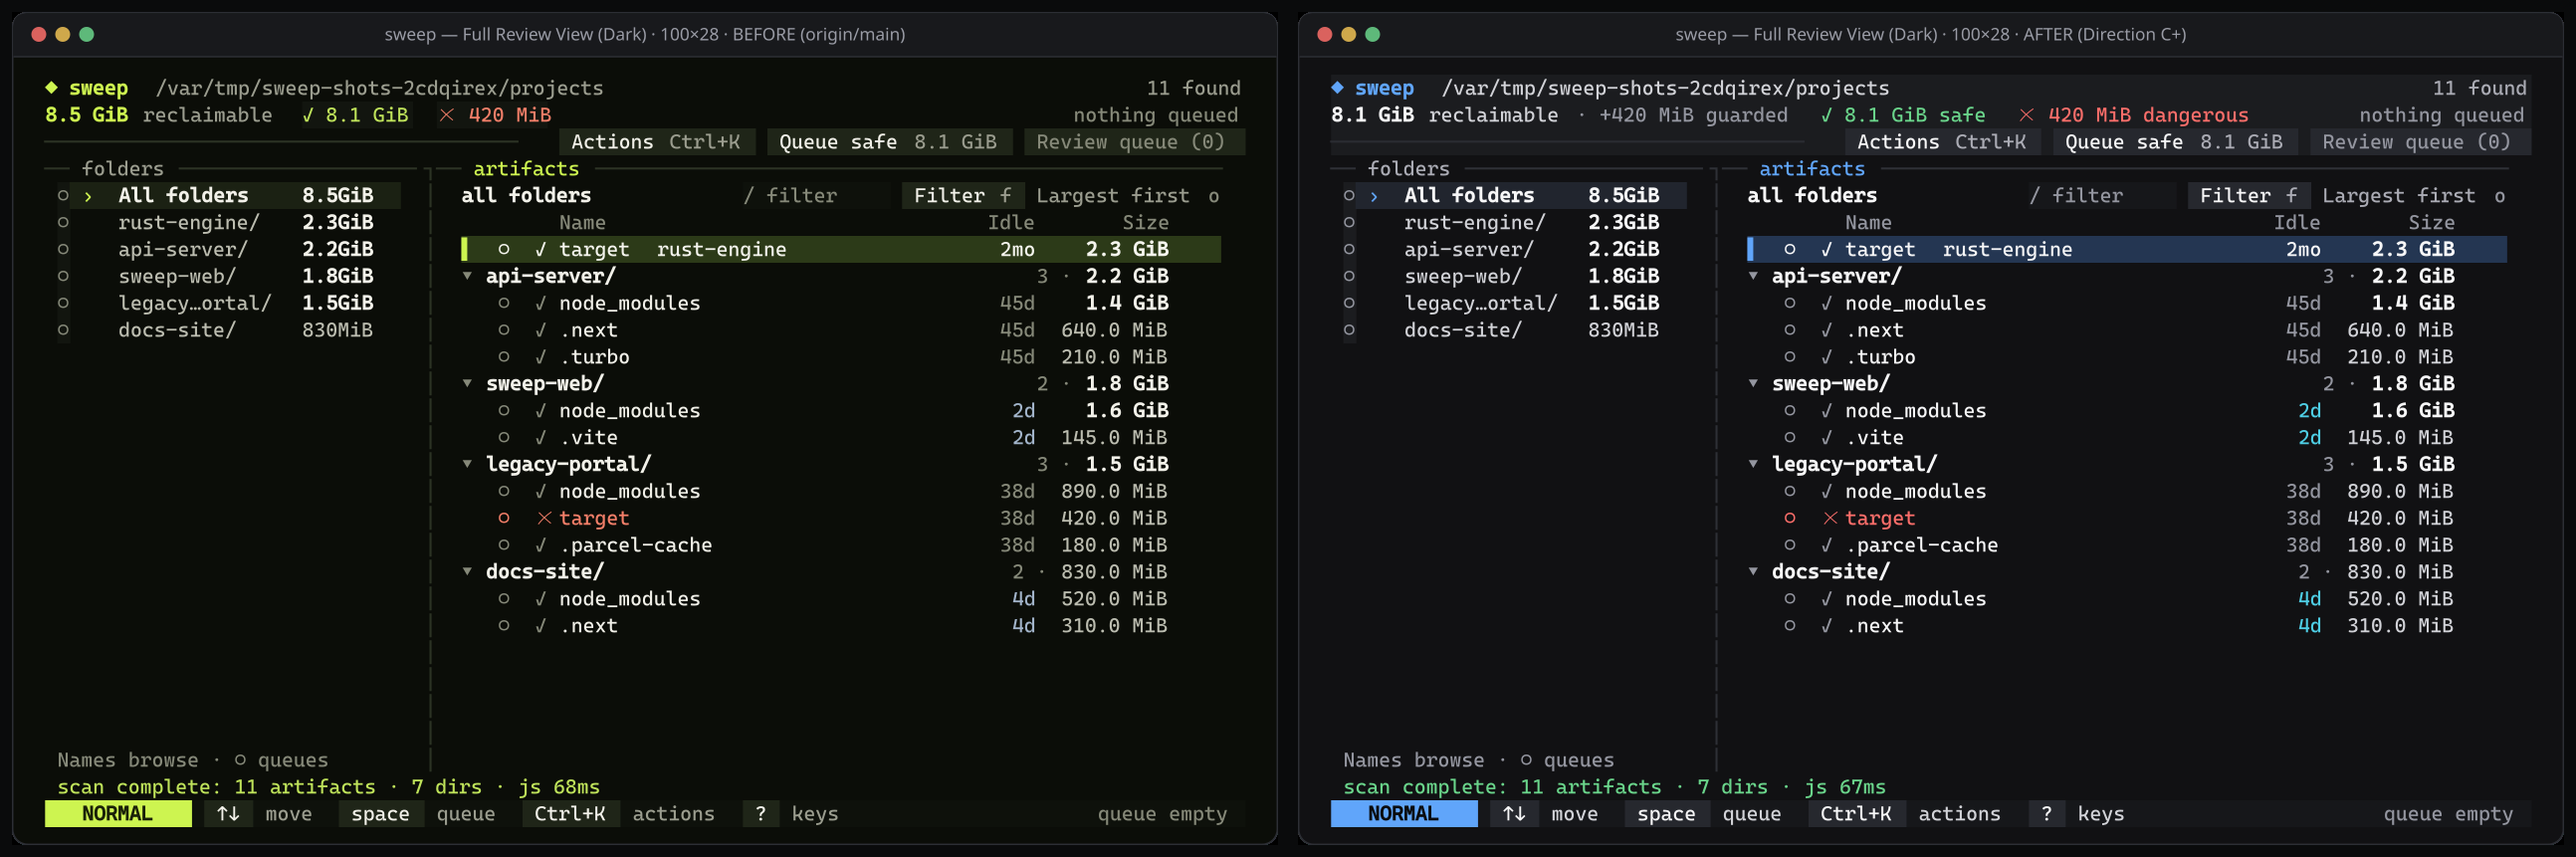 sweep — Full Review View (Dark) · 100×28 · BEFORE (origin/main)
◆ sweep /var/tmp/sweep-shots-2cdqirex/projects 11 found
8.5 GiB reclaimable ✓ 8.1 GiB ✕ 420 MiB nothing queued
Actions Ctrl+K Queue safe 8.1 GiB Review queue (0)
folders
○ › All folders 8.5GiB
○ rust-engine/ 2.3GiB
○ api-server/ 2.2GiB
○ sweep-web/ 1.8GiB
○ legacy…ortal/ 1.5GiB
○ docs-site/ 830MiB
Names browse · ○ queues
artifacts
all folders / filter Filter f Largest first o
Name Idle Size
○ ✓ target rust-engine 2mo 2.3 GiB
▼ api-server/ 3 · 2.2 GiB
○ ✓ node_modules 45d 1.4 GiB
○ ✓ .next 45d 640.0 MiB
○ ✓ .turbo 45d 210.0 MiB
▼ sweep-web/ 2 · 1.8 GiB
○ ✓ node_modules 2d 1.6 GiB
○ ✓ .vite 2d 145.0 MiB
▼ legacy-portal/ 3 · 1.5 GiB
○ ✓ node_modules 38d 890.0 MiB
○ ✕ target 38d 420.0 MiB
○ ✓ .parcel-cache 38d 180.0 MiB
▼ docs-site/ 2 · 830.0 MiB
○ ✓ node_modules 4d 520.0 MiB
○ ✓ .next 4d 310.0 MiB
scan complete: 11 artifacts · 7 dirs · js 68ms
NORMAL ↑↓ move space queue Ctrl+K actions ? keys queue empty
sweep — Full Review View (Dark) · 100×28 · AFTER (Direction C+)
◆ sweep /var/tmp/sweep-shots-2cdqirex/projects 11 found
8.1 GiB reclaimable · +420 MiB guarded ✓ 8.1 GiB safe ✕ 420 MiB dangerous nothing queued
Actions Ctrl+K Queue safe 8.1 GiB Review queue (0)
folders
○ › All folders 8.5GiB
○ rust-engine/ 2.3GiB
○ api-server/ 2.2GiB
○ sweep-web/ 1.8GiB
○ legacy…ortal/ 1.5GiB
○ docs-site/ 830MiB
Names browse · ○ queues
artifacts
all folders / filter Filter f Largest first o
Name Idle Size
○ ✓ target rust-engine 2mo 2.3 GiB
▼ api-server/ 3 · 2.2 GiB
○ ✓ node_modules 45d 1.4 GiB
○ ✓ .next 45d 640.0 MiB
○ ✓ .turbo 45d 210.0 MiB
▼ sweep-web/ 2 · 1.8 GiB
○ ✓ node_modules 2d 1.6 GiB
○ ✓ .vite 2d 145.0 MiB
▼ legacy-portal/ 3 · 1.5 GiB
○ ✓ node_modules 38d 890.0 MiB
○ ✕ target 38d 420.0 MiB
○ ✓ .parcel-cache 38d 180.0 MiB
▼ docs-site/ 2 · 830.0 MiB
○ ✓ node_modules 4d 520.0 MiB
○ ✓ .next 4d 310.0 MiB
scan complete: 11 artifacts · 7 dirs · js 67ms
NORMAL ↑↓ move space queue Ctrl+K actions ? keys queue empty